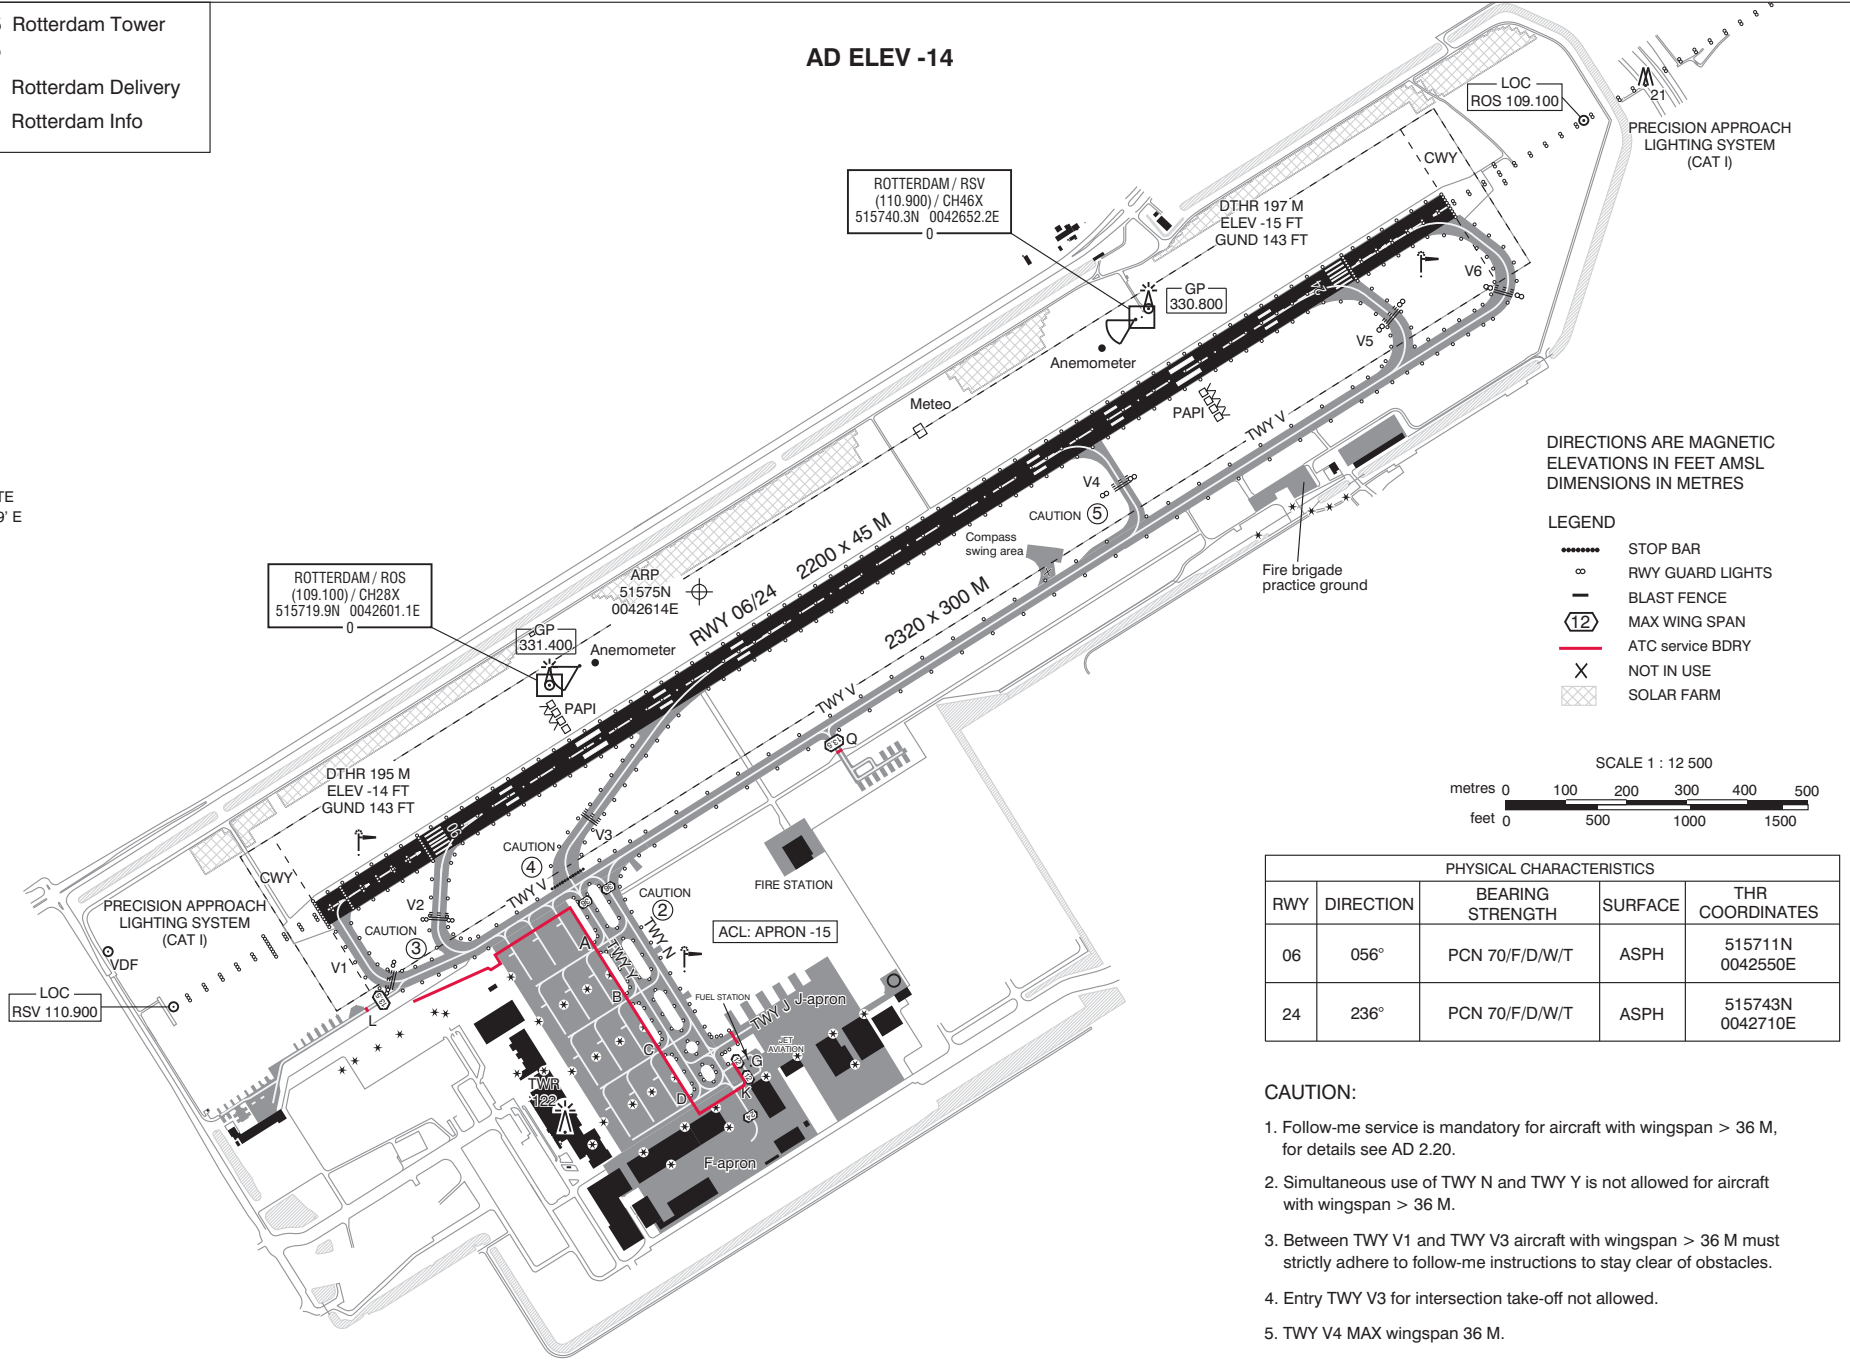 Rotterdam Tower
Rotterdam Delivery
Rotterdam Info
AD ELEV -14
LOC
ROS 109.100
21
PRECISION APPROACH
LIGHTING SYSTEM
(CAT I)
CWY
ROTTERDAM / RSV
(110.900) / CH46X
515740.3N 0042652.2E
0
DTHR 197 M
ELEV -15 FT
GUND 143 FT
GP
330.800
V6
24
V5
Anemometer
PAPI
Meteo
TWY V
V4
CAUTION 5
Compass
swing area
Fire brigade
practice ground
TE
9' E
RWY 06/24 2200 x 45 M
2320 x 300 M
ARP
51575N
0042614E
ROTTERDAM / ROS
(109.100) / CH28X
515719.9N 0042601.1E
0
GP
331.400
Anemometer
PAPI
TWY V
Q
13.5
DTHR 195 M
ELEV -14 FT
GUND 143 FT
06
V3
CAUTION
4
FIRE STATION
CWY
TWY V
CAUTION
2
V2
PRECISION APPROACH
LIGHTING SYSTEM
(CAT I)
CAUTION
3
VDF
V1
LOC
RSV 110.900
L
A
TWY Y
TWY N
ACL: APRON -15
B
FUEL STATION
J-apron
TWY J
C
JET
AVIATION
12
G
12
K
D
TWR
122
F-apron
DIRECTIONS ARE MAGNETIC
ELEVATIONS IN FEET AMSL
DIMENSIONS IN METRES
LEGEND
STOP BAR
RWY GUARD LIGHTS
BLAST FENCE
12 MAX WING SPAN
ATC service BDRY
NOT IN USE
SOLAR FARM
SCALE 1 : 12 500
metres 0 100 200 300 400 500
feet 0 500 1000 1500
PHYSICAL CHARACTERISTICS
RWY DIRECTION BEARING STRENGTH SURFACE THR COORDINATES
06 056° PCN 70/F/D/W/T ASPH 515711N 0042550E
24 236° PCN 70/F/D/W/T ASPH 515743N 0042710E
CAUTION:
1. Follow-me service is mandatory for aircraft with wingspan > 36 M,
for details see AD 2.20.
2. Simultaneous use of TWY N and TWY Y is not allowed for aircraft
with wingspan > 36 M.
3. Between TWY V1 and TWY V3 aircraft with wingspan > 36 M must
strictly adhere to follow-me instructions to stay clear of obstacles.
4. Entry TWY V3 for intersection take-off not allowed.
5. TWY V4 MAX wingspan 36 M.